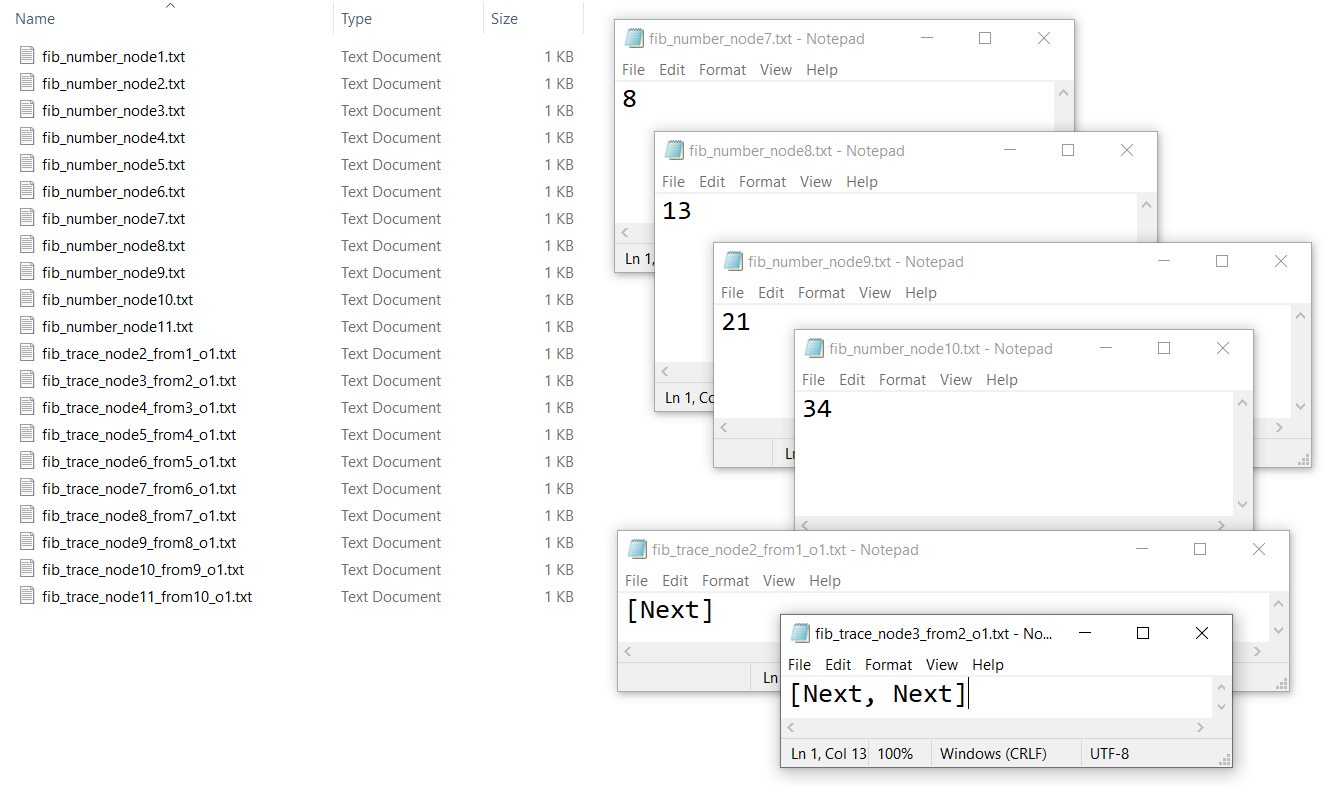 Name Type Size
fib_number_node1.txt Text Document 1 KB
fib_number_node2.txt Text Document 1 KB
fib_number_node3.txt Text Document 1 KB
fib_number_node4.txt Text Document 1 KB
fib_number_node5.txt Text Document 1 KB
fib_number_node6.txt Text Document 1 KB
fib_number_node7.txt Text Document 1 KB
fib_number_node8.txt Text Document 1 KB
fib_number_node9.txt Text Document 1 KB
fib_number_node10.txt Text Document 1 KB
fib_number_node11.txt Text Document 1 KB
fib_trace_node2_from1_o1.txt Text Document 1 KB
fib_trace_node3_from2_o1.txt Text Document 1 KB
fib_trace_node4_from3_o1.txt Text Document 1 KB
fib_trace_node5_from4_o1.txt Text Document 1 KB
fib_trace_node6_from5_o1.txt Text Document 1 KB
fib_trace_node7_from6_o1.txt Text Document 1 KB
fib_trace_node8_from7_o1.txt Text Document 1 KB
fib_trace_node9_from8_o1.txt Text Document 1 KB
fib_trace_node10_from9_o1.txt Text Document 1 KB
fib_trace_node11_from10_o1.txt Text Document 1 KB
fib_number_node7.txt - Notepad
File Edit Format View Help
8
Ln 1,
fib_number_node8.txt - Notepad
File Edit Format View Help
13
Ln 1, Co
fib_number_node9.txt - Notepad
File Edit Format View Help
21
Ln
fib_number_node10.txt - Notepad
File Edit Format View Help
34
fib_trace_node2_from1_o1.txt - Notepad
File Edit Format View Help
[Next]
Ln
fib_trace_node3_from2_o1.txt - No...
File Edit Format View Help
[Next, Next]
Ln 1, Col 13 100% Windows (CRLF) UTF-8